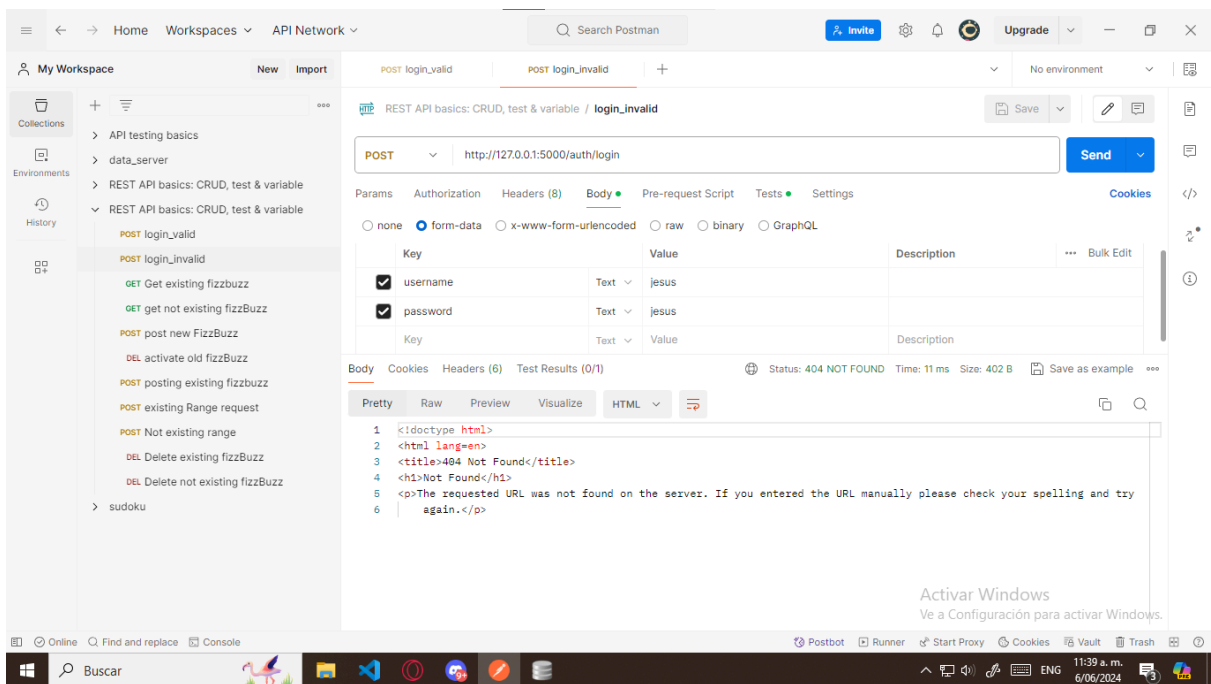 Home Workspaces API Network Search Postman Invite Upgrade
My Workspace New Import POST login_valid POST login_invalid No environment
Collections
Environments
History
API testing basics
data_server
REST API basics: CRUD, test & variable
REST API basics: CRUD, test & variable
POST login_valid
POST login_invalid
GET Get existing fizzbuzz
GET get not existing fizzBuzz
POST post new FizzBuzz
DEL activate old fizzBuzz
POST posting existing fizzbuzz
POST existing Range request
POST Not existing range
DEL Delete existing fizzBuzz
DEL Delete not existing fizzBuzz
sudoku
HTTP REST API basics: CRUD, test & variable / login_invalid Save
POST http://127.0.0.1:5000/auth/login Send
Params Authorization Headers (8) Body Pre-request Script Tests Settings Cookies
none form-data x-www-form-urlencoded raw binary GraphQL
Key Value Description Bulk Edit
username Text jesus
password Text jesus
Key Text Value Description
Body Cookies Headers (6) Test Results (0/1) Status: 404 NOT FOUND Time: 11 ms Size: 402 B Save as example
Pretty Raw Preview Visualize HTML
1 <!doctype html>
2 <html lang=en>
3 <title>404 Not Found</title>
4 <h1>Not Found</h1>
5 <p>The requested URL was not found on the server. If you entered the URL manually please check your spelling and try
6 again.</p>
Activar Windows
Ve a Configuración para activar Windows.
Online Find and replace Console Postbot Runner Start Proxy Cookies Vault Trash
Buscar 9+ ENG 11:39 a. m.
6/06/2024 3 PRE